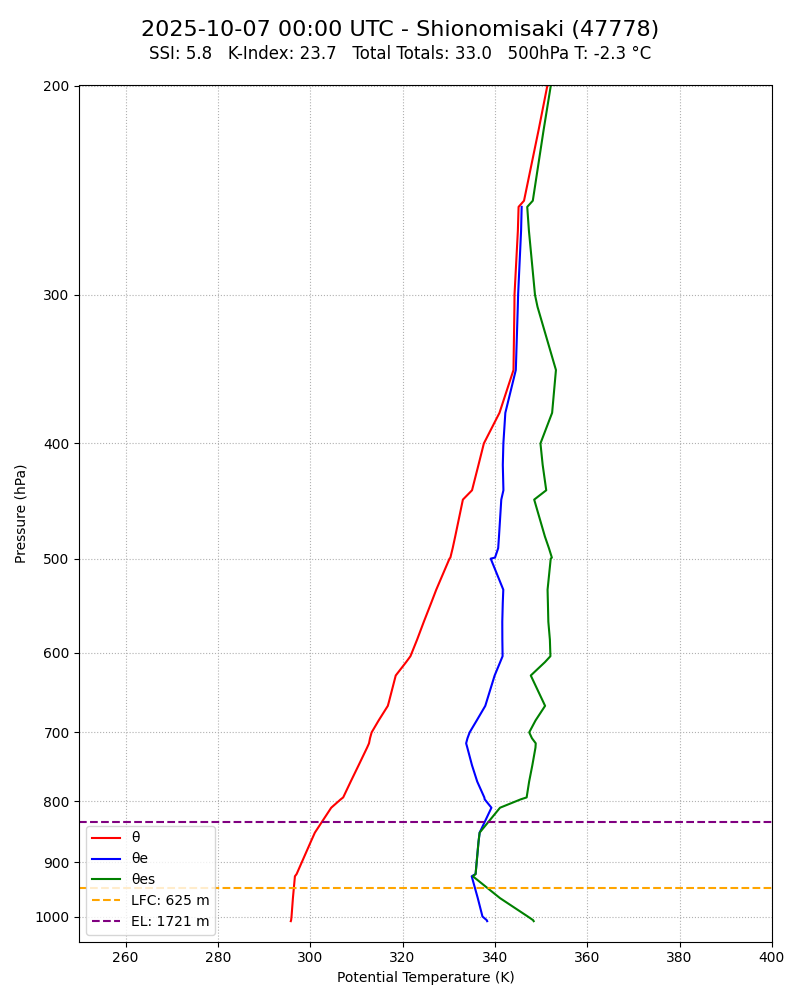 2025-10-07 00:00 UTC - Shionomisaki (47778)
SSI: 5.8   K-Index: 23.7   Total Totals: 33.0   500hPa T: -2.3 °C
200
300
400
500
600
700
800
900
1000
Pressure (hPa)
θ
θe
θes
LFC: 625 m
EL: 1721 m
260 280 300 320 340 360 380 400
Potential Temperature (K)